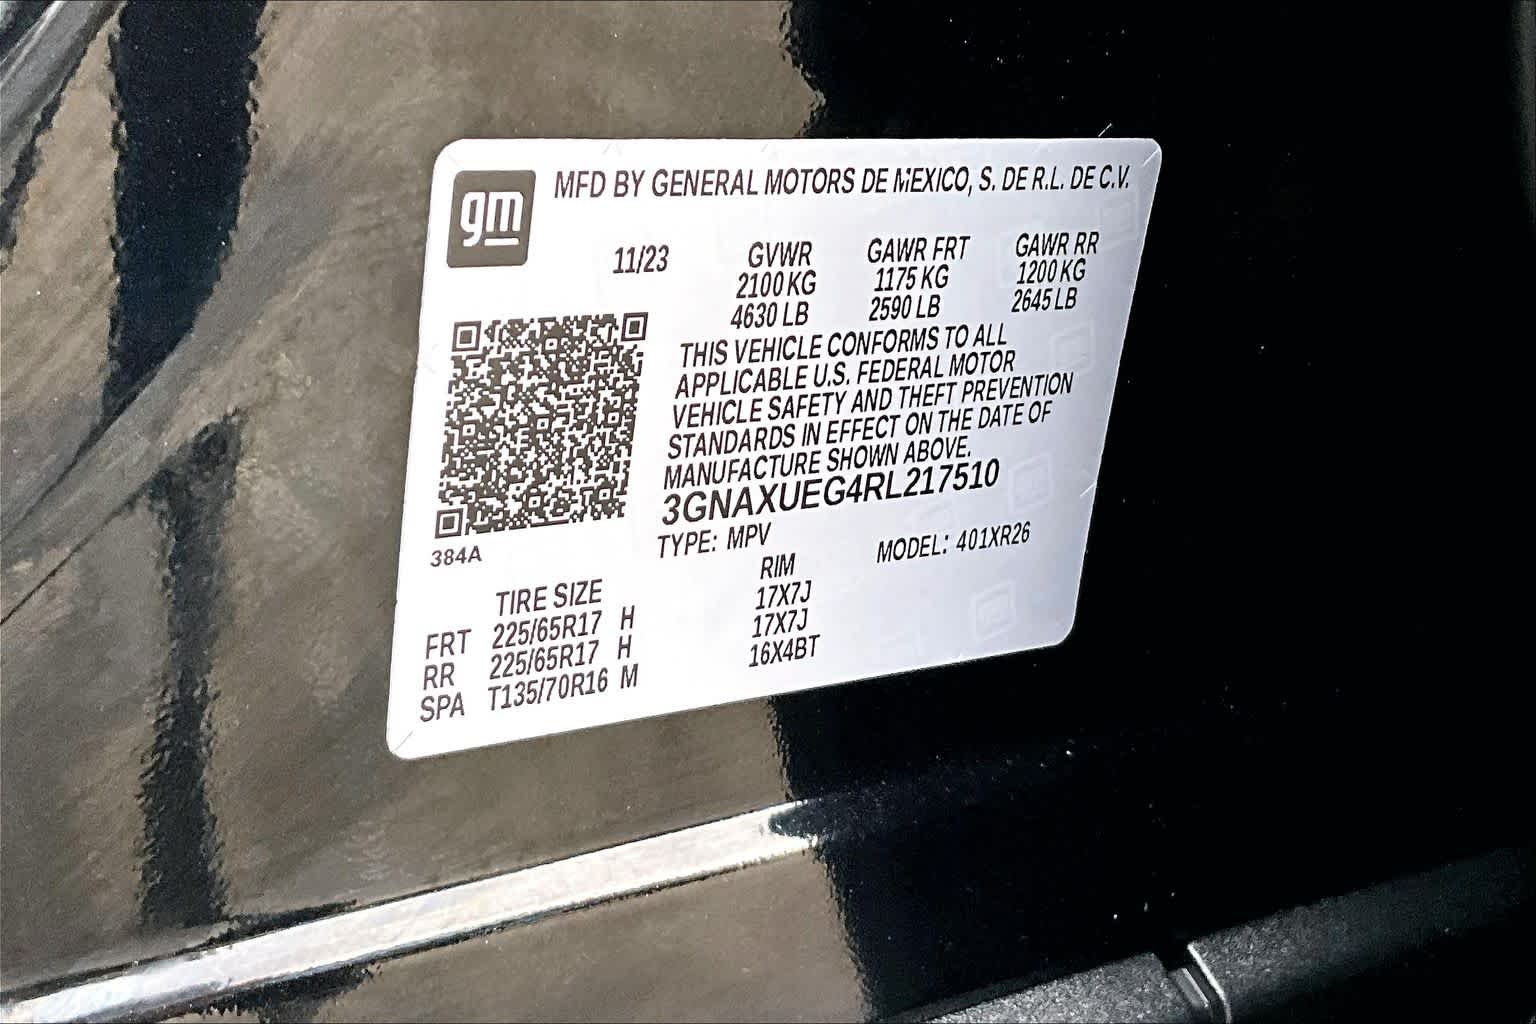 gm
MFD BY GENERAL MOTORS DE MEXICO, S. DE R.L. DE C.V.
11/23 GVWR GAWR FRT GAWR RR
2100 KG 1175 KG 1200 KG
4630 LB 2590 LB 2645 LB
THIS VEHICLE CONFORMS TO ALL
APPLICABLE U.S. FEDERAL MOTOR
VEHICLE SAFETY AND THEFT PREVENTION
STANDARDS IN EFFECT ON THE DATE OF
MANUFACTURE SHOWN ABOVE.
3GNAXUEG4RL217510
384A
TYPE: MPV MODEL: 401XR26
TIRE SIZE RIM
FRT 225/65R17 H 17X7J
RR 225/65R17 H 17X7J
SPA T135/70R16 M 16X4BT